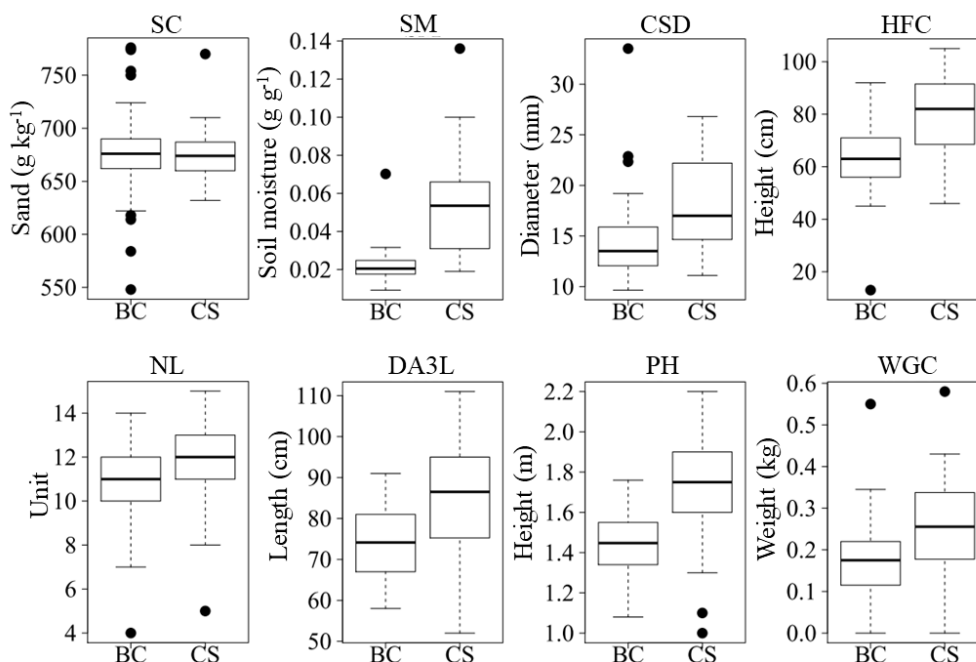 SC
Sand (g kg⁻¹)
750
700
650
600
550
BC CS
SM
Soil moisture (g g⁻¹)
0.14
0.12
0.10
0.08
0.06
0.04
0.02
BC CS
CSD
Diameter (mm)
30
25
20
15
10
BC CS
HFC
Height (cm)
100
80
60
40
20
BC CS
NL
Unit
14
12
10
8
6
4
BC CS
DA3L
Length (cm)
110
100
90
80
70
60
50
BC CS
PH
Height (m)
2.2
2.0
1.8
1.6
1.4
1.2
1.0
BC CS
WGC
Weight (kg)
0.6
0.5
0.4
0.3
0.2
0.1
0.0
BC CS